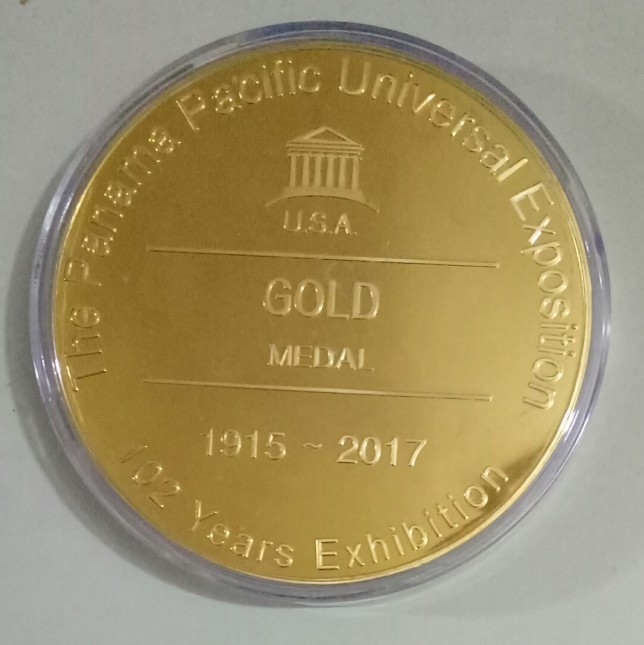 The Panama Pacific Universal Exposition
U.S.A.
GOLD
MEDAL
1915 ~ 2017
102 Years Exhibition